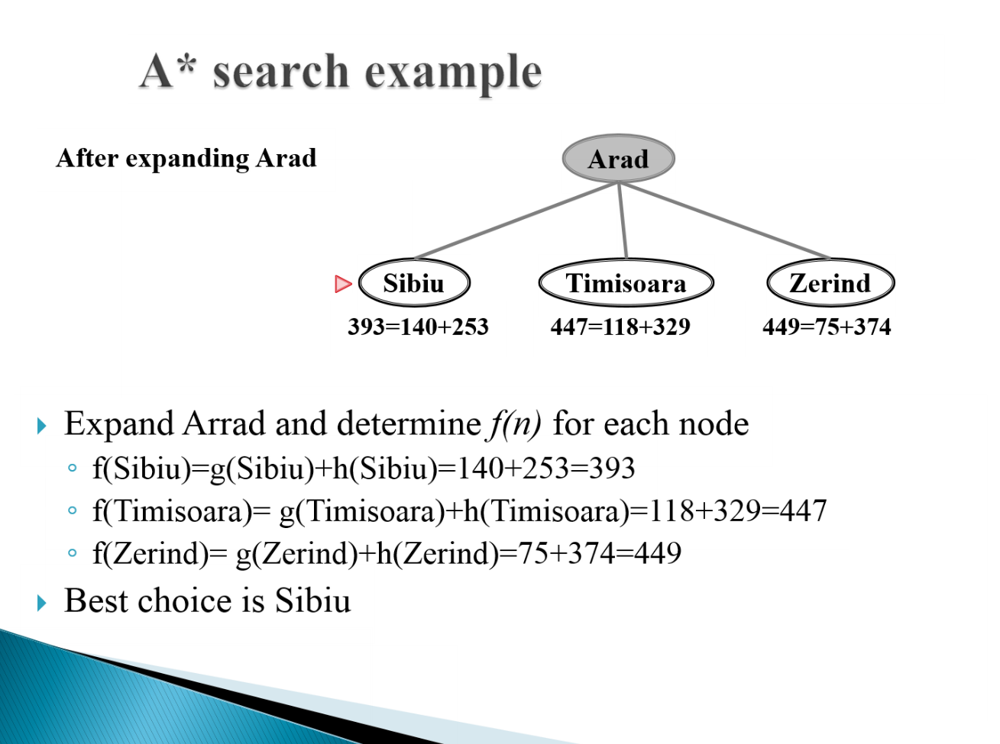 A* search example
After expanding Arad
Arad
Sibiu
Timisoara
Zerind
393=140+253
447=118+329
449=75+374
Expand Arrad and determine f(n) for each node
f(Sibiu)=g(Sibiu)+h(Sibiu)=140+253=393
f(Timisoara)= g(Timisoara)+h(Timisoara)=118+329=447
f(Zerind)= g(Zerind)+h(Zerind)=75+374=449
Best choice is Sibiu